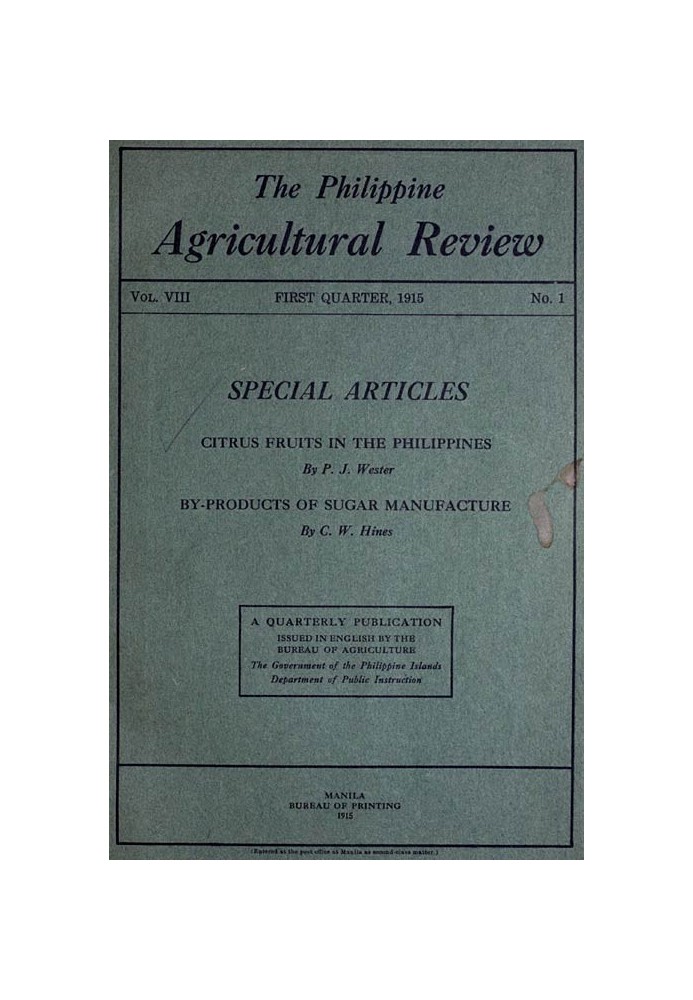 The Philippine
Agricultural Review
VOL. VIII FIRST QUARTER, 1915 No. 1
SPECIAL ARTICLES
CITRUS FRUITS IN THE PHILIPPINES
By P. J. Wester
BY-PRODUCTS OF SUGAR MANUFACTURE
By C. W. Hines
A QUARTERLY PUBLICATION
ISSUED IN ENGLISH BY THE
BUREAU OF AGRICULTURE
The Government of the Philippine Islands
Department of Public Instruction
MANILA
BUREAU OF PRINTING
1915
(Entered at the post office at Manila as second-class matter.)